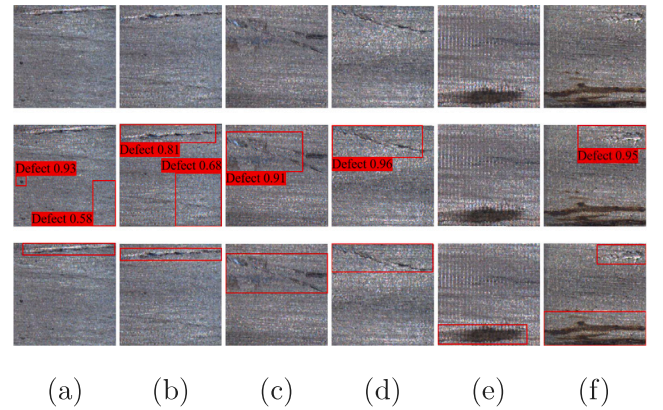 Defect 0.81
Defect 0.93
Defect 0.68
Defect 0.91
Defect 0.96
Defect 0.95
Defect 0.58
(a) (b) (c) (d) (e) (f)